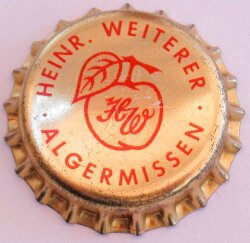 · HEINR. WEITERER ·
HW
ALGERMISSEN